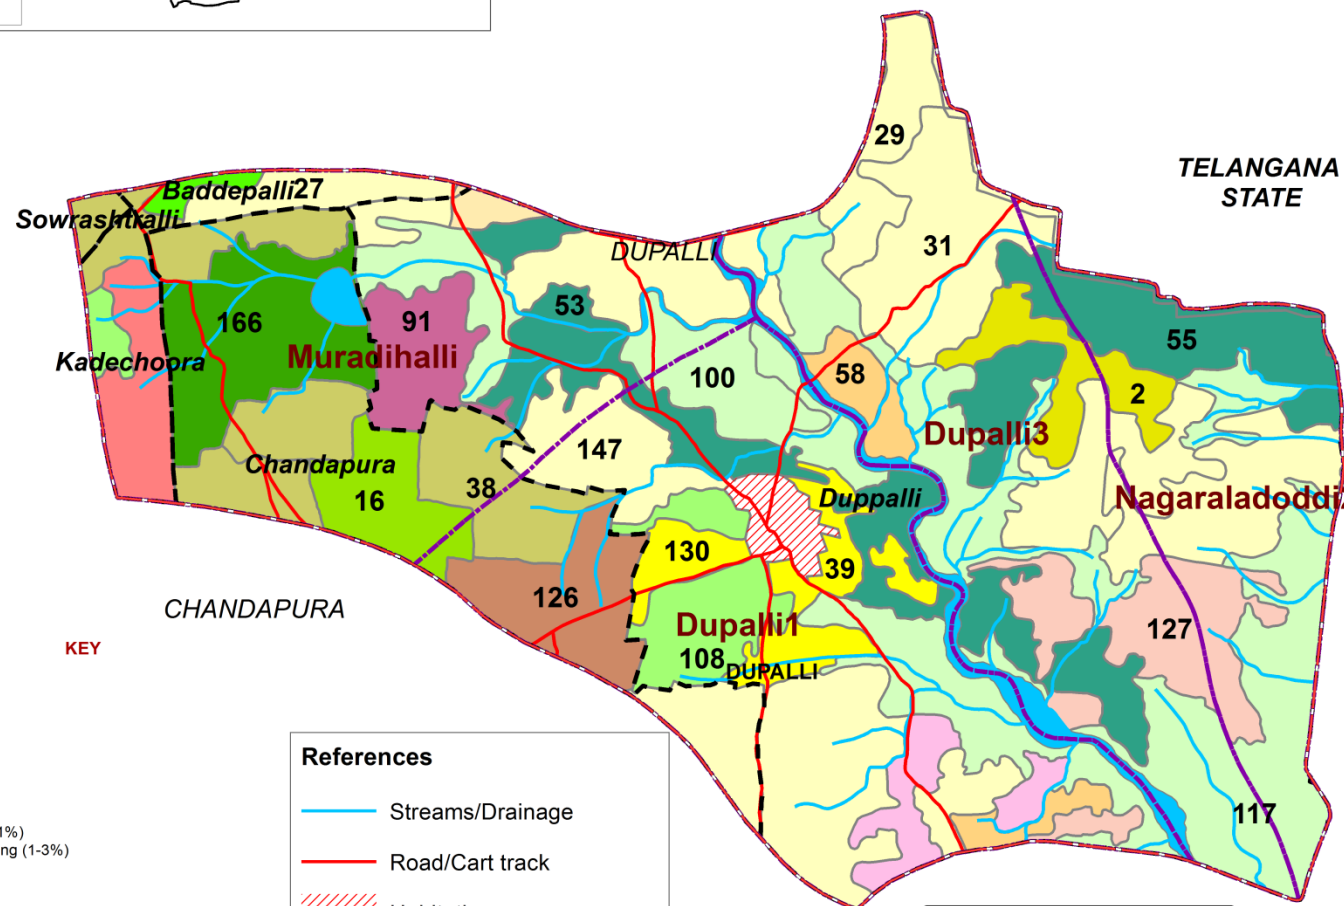 29
TELANGANA
STATE
Baddepalli27
Sowrashtralli
DUPALLI
31
53
166
91
55
Muradihalli
Kadechoora
100
58
2
Dupalli3
147
Chandapura
38
16
Duppalli
Nagaraladoddi2
130
39
126
CHANDAPURA
Dupalli1
127
KEY
108
DUPALLI
References
Streams/Drainage
117
1%)
ng (1-3%)
Road/Cart track